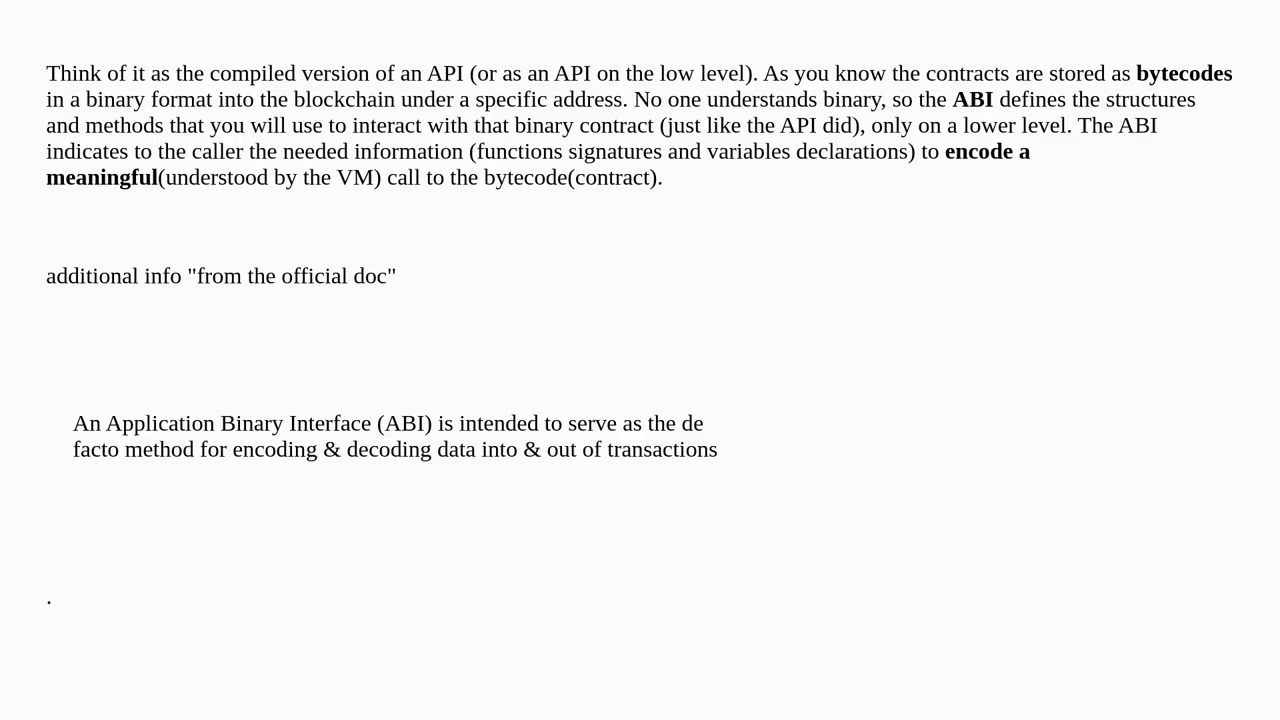 Think of it as the compiled version of an API (or as an API on the low level). As you know the contracts are stored as bytecodes
in a binary format into the blockchain under a specific address. No one understands binary, so the ABI defines the structures
and methods that you will use to interact with that binary contract (just like the API did), only on a lower level. The ABI
indicates to the caller the needed information (functions signatures and variables declarations) to encode a
meaningful(understood by the VM) call to the bytecode(contract).
additional info "from the official doc"
An Application Binary Interface (ABI) is intended to serve as the de
facto method for encoding & decoding data into & out of transactions
.